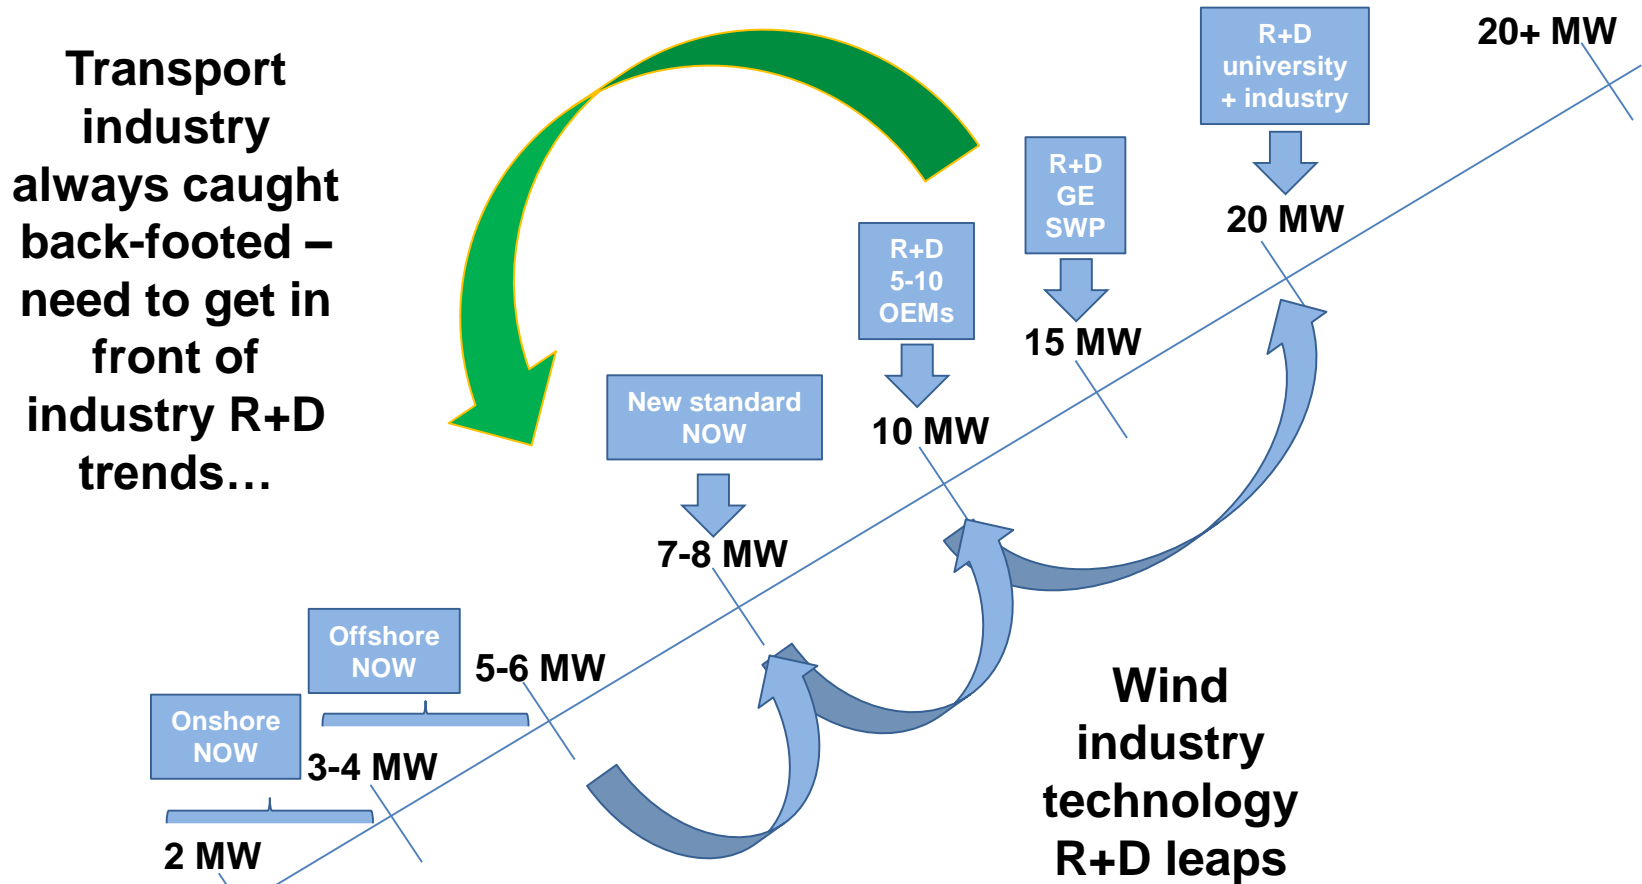 Transport
industry
always caught
back-footed –
need to get in
front of
industry R+D
trends…
R+D
university
+ industry
20+ MW
R+D
GE
SWP
20 MW
R+D
5-10
OEMs
15 MW
New standard
NOW
10 MW
7-8 MW
Offshore
NOW
5-6 MW
Onshore
NOW
3-4 MW
2 MW
Wind
industry
technology
R+D leaps